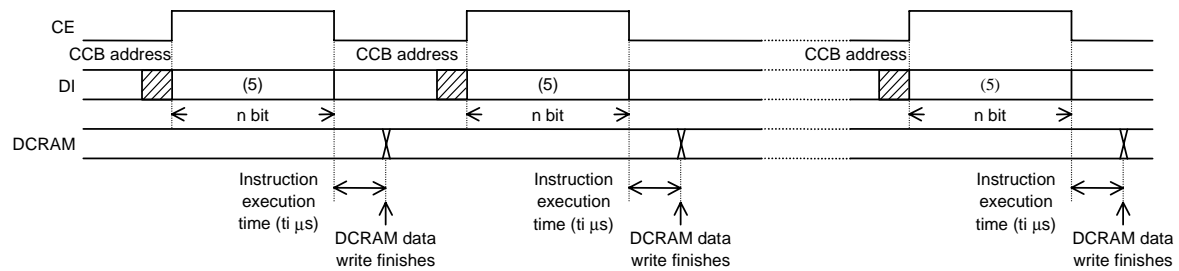 CE
CCB address CCB address CCB address
DI (5) (5) (5)
n bit n bit n bit
DCRAM
Instruction Instruction Instruction
execution execution execution
time (ti μs) time (ti μs) time (ti μs)
DCRAM data DCRAM data DCRAM data
write finishes write finishes write finishes